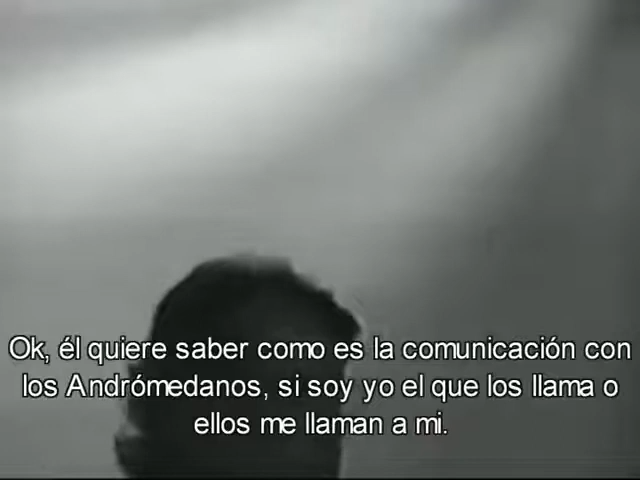 Ok, él quiere saber como es la comunicación con
los Andrómedanos, si soy yo el que los llama o
ellos me llaman a mi.